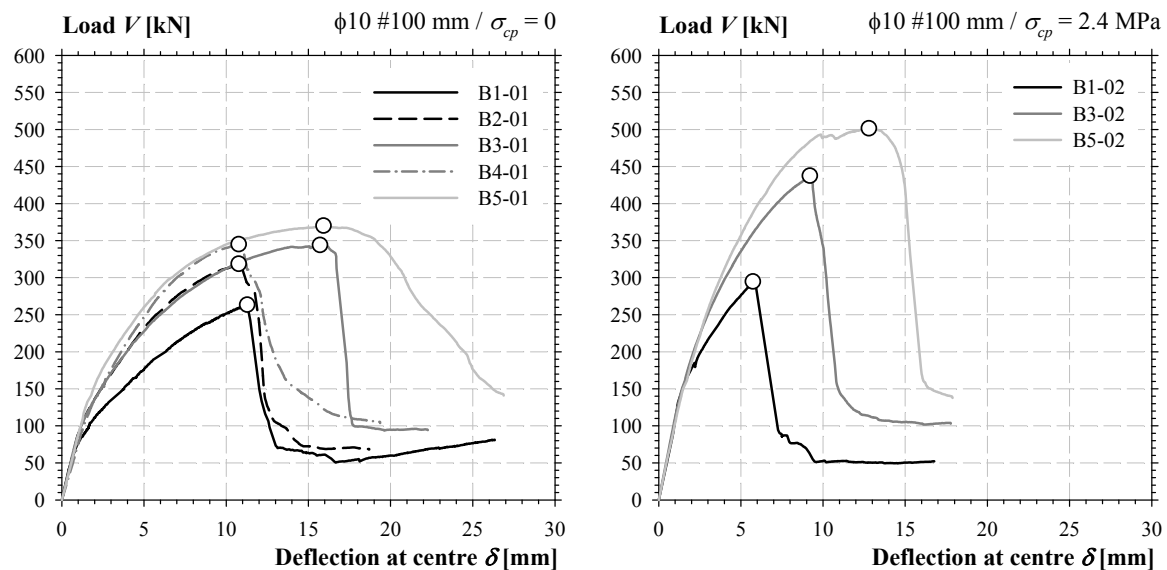 Load V [kN]
ϕ10 #100 mm / σcp = 0
600
550
500
450
400
350
300
250
200
150
100
50
0
B1-01
B2-01
B3-01
B4-01
B5-01
0 5 10 15 20 25 30
Deflection at centre δ [mm]
Load V [kN]
ϕ10 #100 mm / σcp = 2.4 MPa
600
550
500
450
400
350
300
250
200
150
100
50
0
B1-02
B3-02
B5-02
0 5 10 15 20 25 30
Deflection at centre δ [mm]